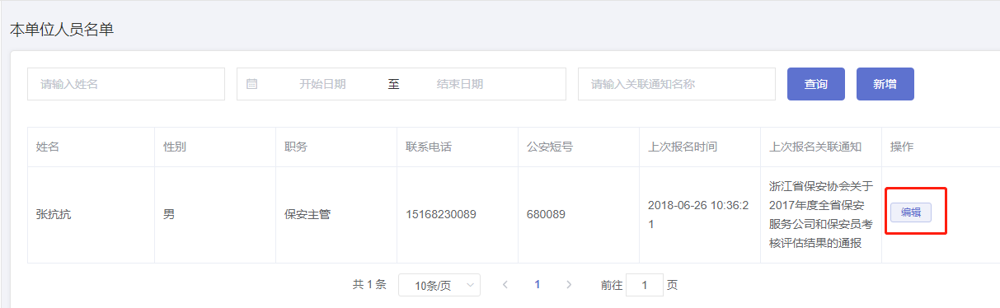 本单位人员名单
请输入姓名 开始日期 至 结束日期 请输入关联通知名称 查询 新增
姓名 性别 职务 联系电话 公安短号 上次报名时间 上次报名关联通知 操作
张抗抗 男 保安主管 15168230089 680089
2018-06-26 10:36:2
1
浙江省保安协会关于
2017年度全省保安
服务公司和保安员考
核评估结果的通报
编辑
共 1 条 10条/页 1 前往 1 页